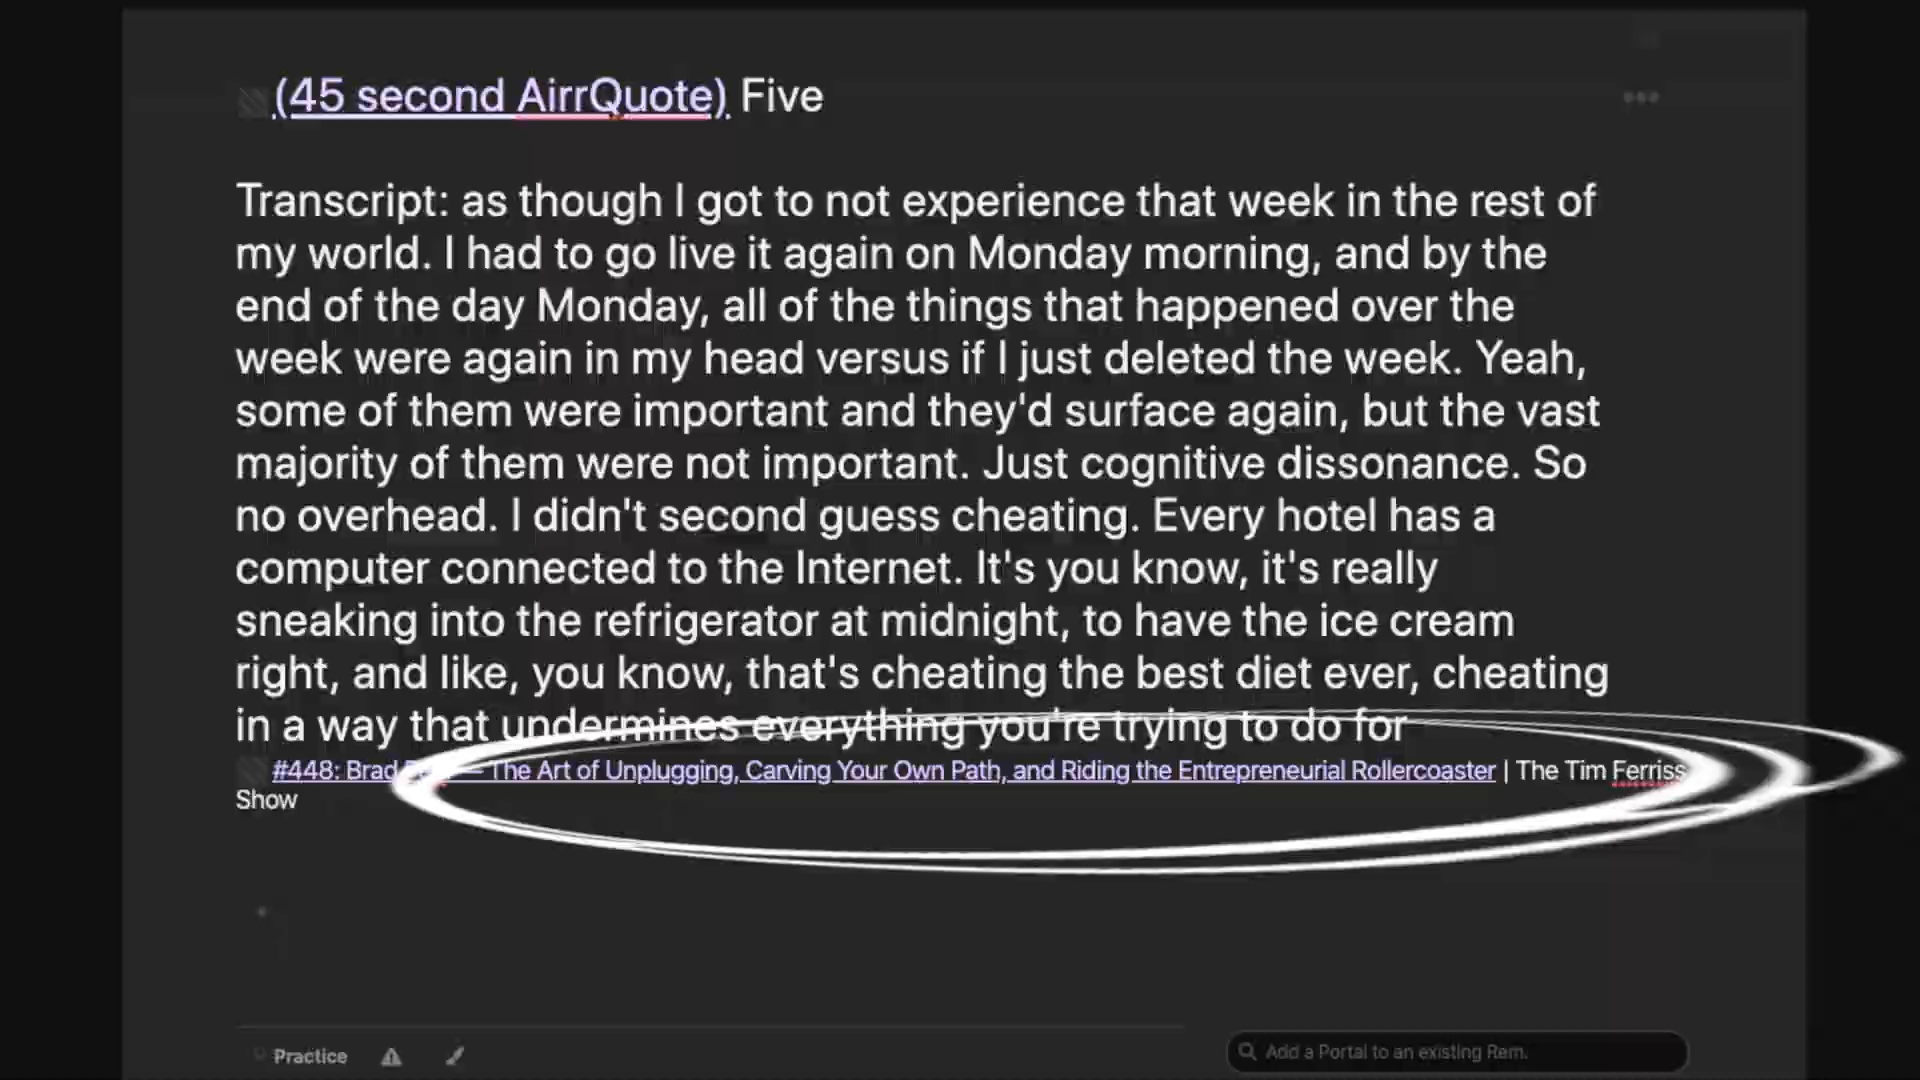 (45 second AirrQuote) Five
Transcript: as though I got to not experience that week in the rest of
my world. I had to go live it again on Monday morning, and by the
end of the day Monday, all of the things that happened over the
week were again in my head versus if I just deleted the week. Yeah,
some of them were important and they'd surface again, but the vast
majority of them were not important. Just cognitive dissonance. So
no overhead. I didn't second guess cheating. Every hotel has a
computer connected to the Internet. It's you know, it's really
sneaking into the refrigerator at midnight, to have the ice cream
right, and like, you know, that's cheating the best diet ever, cheating
in a way that undermines everything you're trying to do for
#448: Brad — The Art of Unplugging, Carving Your Own Path, and Riding the Entrepreneurial Rollercoaster | The Tim Ferriss
Show
Practice
Add a Portal to an existing Rem.